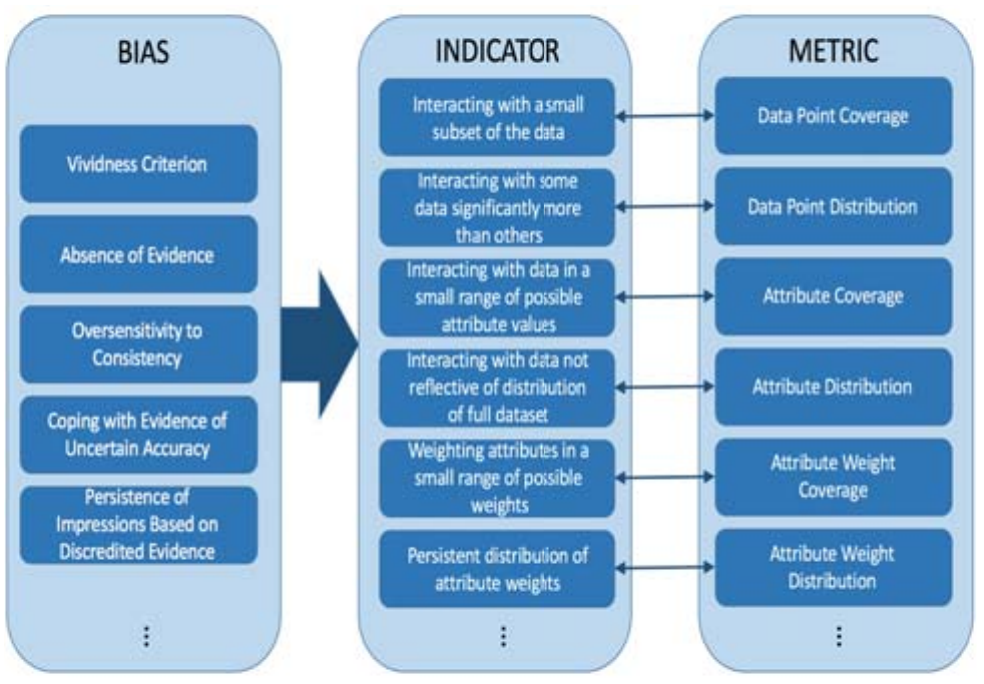 BIAS
Vividness Criterion
Absence of Evidence
Oversensitivity to
Consistency
Coping with Evidence of
Uncertain Accuracy
Persistence of
Impressions Based on
Discredited Evidence
⋮
INDICATOR
Interacting with a small
subset of the data
Interacting with some
data significantly more
than others
Interacting with data in a
small range of possible
attribute values
Interacting with data not
reflective of distribution
of full dataset
Weighting attributes in a
small range of possible
weights
Persistent distribution of
attribute weights
⋮
METRIC
Data Point Coverage
Data Point Distribution
Attribute Coverage
Attribute Distribution
Attribute Weight
Coverage
Attribute Weight
Distribution
⋮